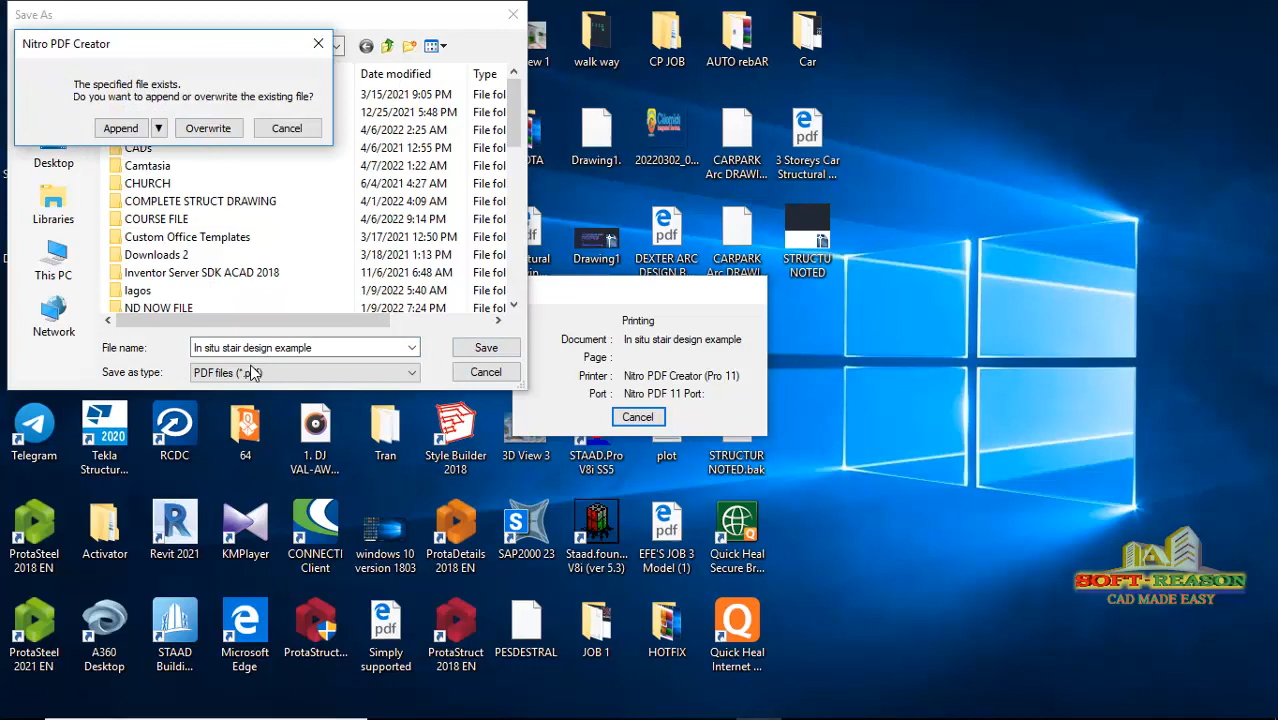 Save As
Nitro PDF Creator
The specified file exists.
Do you want to append or overwrite the existing file?
Append
Overwrite
Cancel
Date modified
Type
3/15/2021 9:05 PM
File fol
12/25/2021 5:48 PM
File fol
4/6/2022 2:25 AM
File fol
CADs
4/6/2022 12:55 PM
File fol
Camtasia
4/7/2022 1:22 AM
File fol
CHURCH
6/4/2021 4:27 AM
File fol
COMPLETE STRUCT DRAWING
4/1/2022 4:09 AM
File fol
COURSE FILE
4/6/2022 9:14 PM
File fol
Custom Office Templates
3/17/2021 12:50 PM
File fol
Downloads 2
3/18/2021 1:13 PM
File fol
Inventor Server SDK ACAD 2018
11/6/2021 6:48 AM
File fol
lagos
1/9/2022 5:40 AM
File fol
ND NOW FILE
1/9/2022 7:24 PM
File fol
Desktop
Libraries
This PC
Network
File name:
In situ stair design example
Save
Save as type:
PDF files (*.p
Cancel
Printing
Document :
In situ stair design example
Page :
Printer :
Nitro PDF Creator (Pro 11)
Port :
Nitro PDF 11 Port:
Cancel
walk way
CP JOB
AUTO rebAR
Car
Drawing1.
20220302_0...
CARPARK
Arc DRAWI...
pdf
3 Storeys Car
Structural ...
Drawing1
pdf
DEXTER ARC
DESIGN B
CARPARK
Arc DRAWI
STRUCTU
NOTED
Telegram
2020
Tekla
Structur...
RCDC
64
1. DJ
VAL-AW...
Tran
Style Builder
2018
3D View 3
STAAD.Pro
V8i SS5
plot
STRUCTUR
NOTED.bak
ProtaSteel
2018 EN
Activator
Revit 2021
KMPlayer
CONNECTI
Client
windows 10
version 1803
ProtaDetails
2018 EN
SAP2000 23
Staad.foun...
V8i (ver 5.3)
pdf
EFE'S JOB 3
Model (1)
Quick Heal
Secure Br...
ProtaSteel
2021 EN
A360
Desktop
STAAD
Buildi...
Microsoft
Edge
ProtaStruct...
pdf
Simply
supported
ProtaStruct
2018 EN
PESDESTRAL
JOB 1
HOTFIX
Quick Heal
Internet ...
SOFT-REASON
CAD MADE EASY